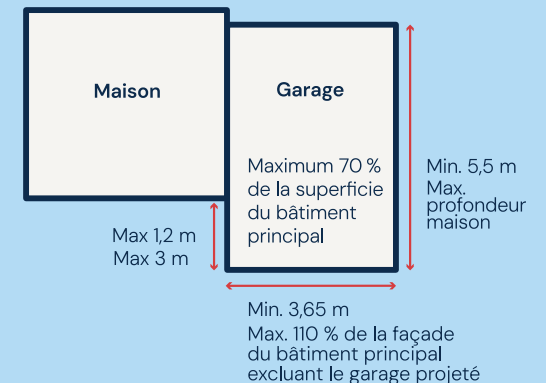 Maison
Garage
Maximum 70 %
de la superficie
du bâtiment
principal
Min. 5,5 m
Max.
profondeur
maison
Max 1,2 m
Max 3 m
Min. 3,65 m
Max. 110 % de la façade
du bâtiment principal
excluant le garage projeté